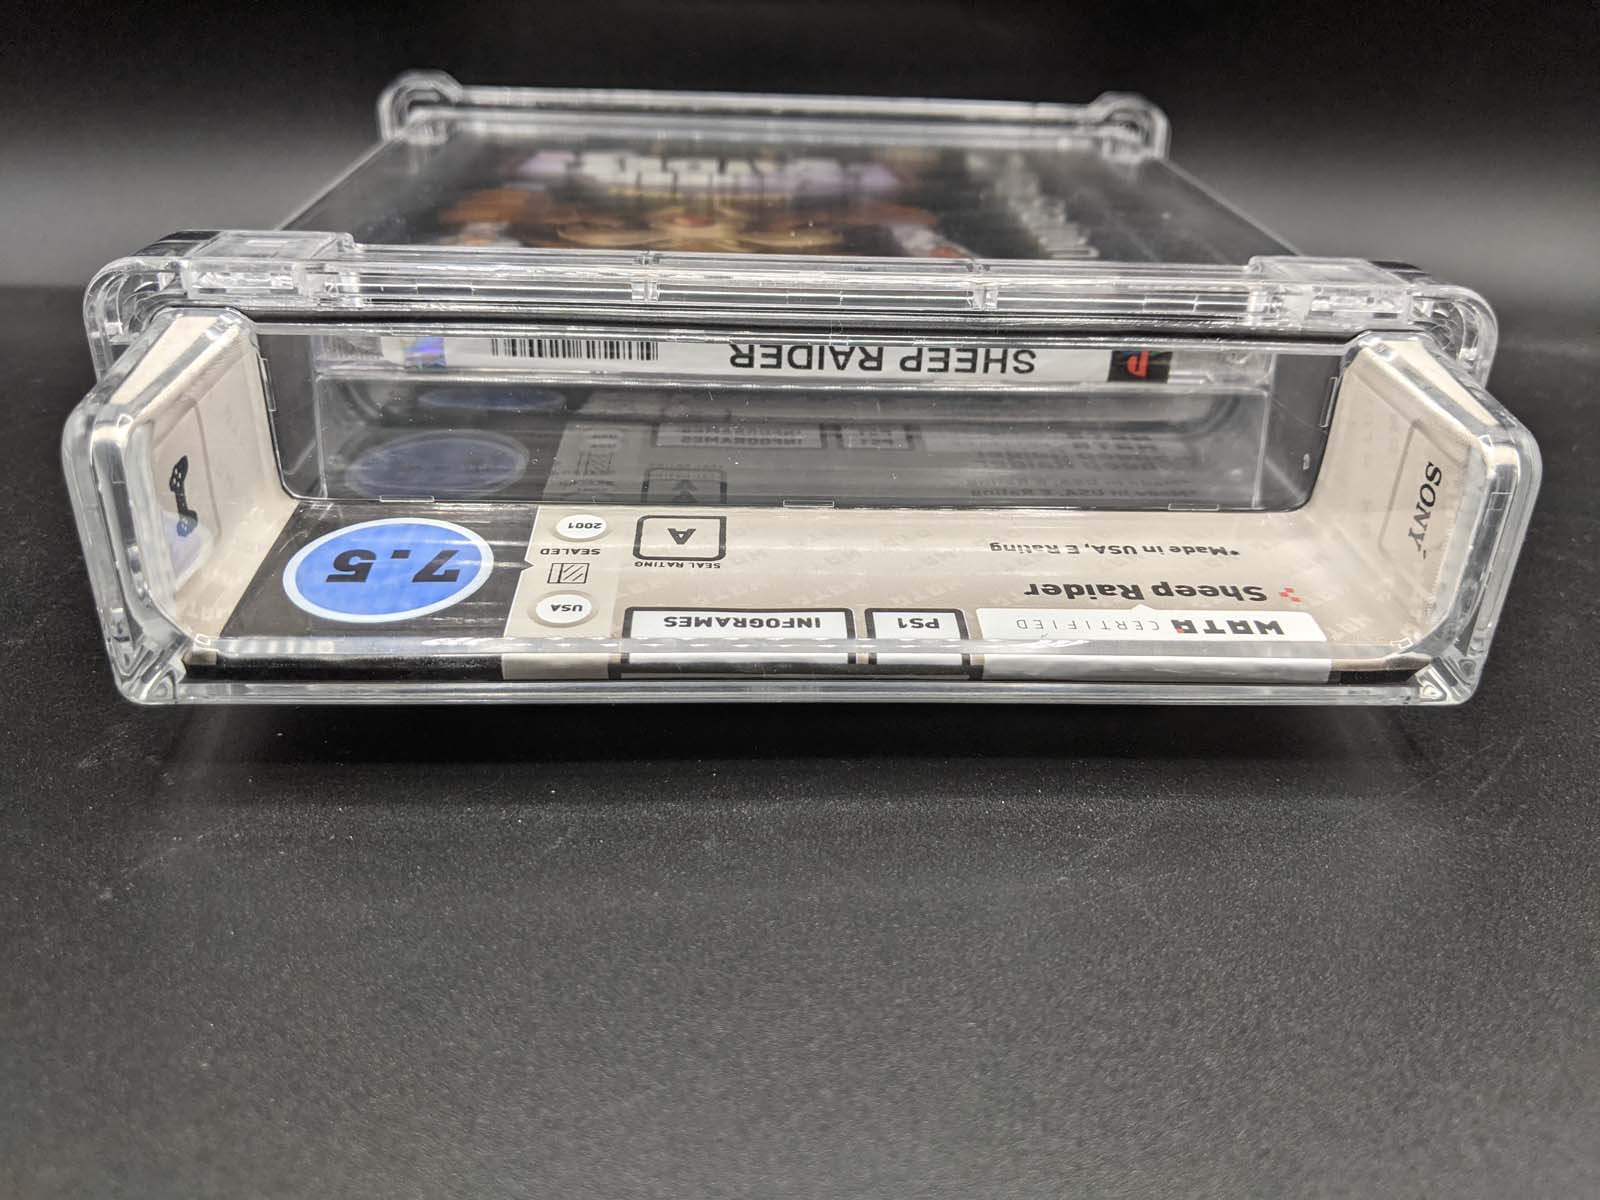 SHEEP RAIDER
WATA CERTIFIED
PS1
INFOGRAMES
Sheep Raider
*Made in USA, E Rating
USA
SEALED
2001
SEAL RATING
A
7.5
SONY